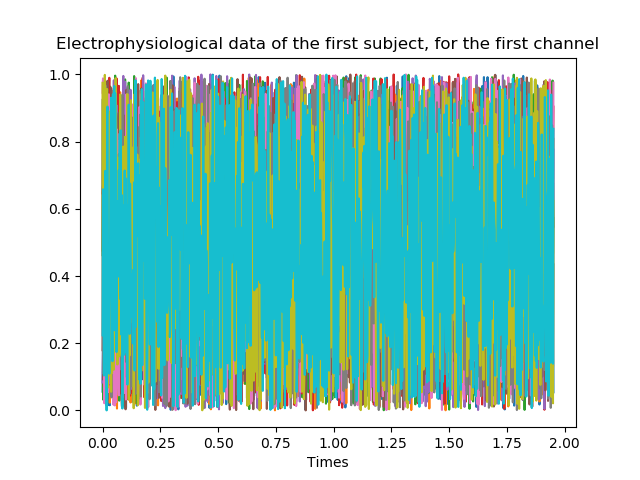 Electrophysiological data of the first subject, for the first channel
1.0
0.8
0.6
0.4
0.2
0.0
0.00 0.25 0.50 0.75 1.00 1.25 1.50 1.75 2.00
Times